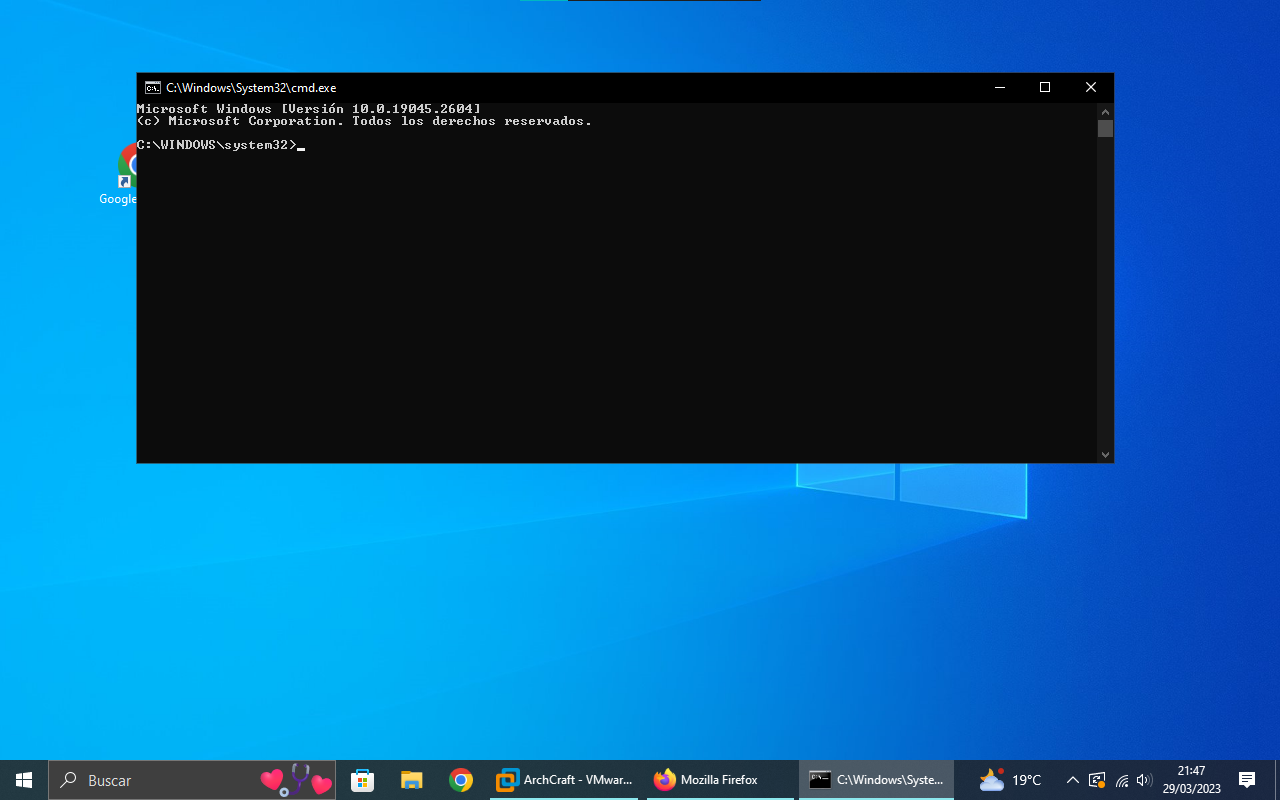 C:\Windows\System32\cmd.exe
Microsoft Windows [Versión 10.0.19045.2604]
(c) Microsoft Corporation. Todos los derechos reservados.
C:\WINDOWS\system32>
Google
Buscar
ArchCraft - VMwar...
Mozilla Firefox
C:\Windows\Syste...
19°C
21:47
29/03/2023